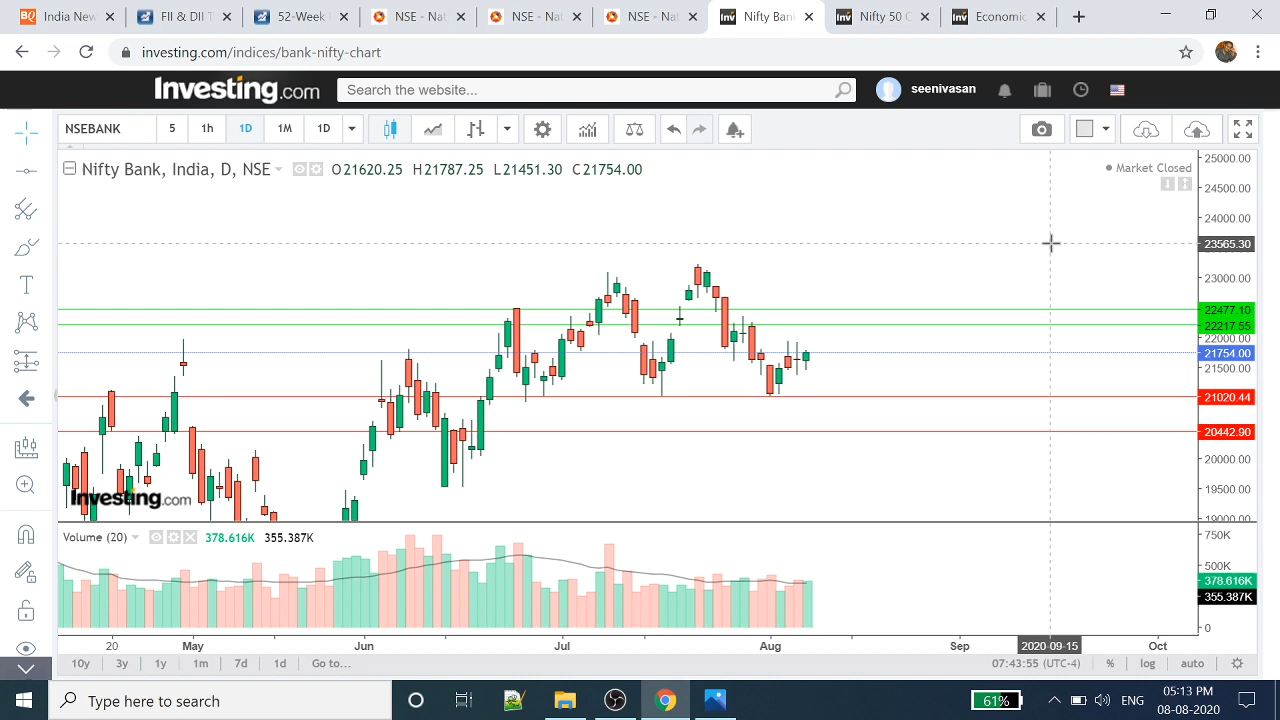 India New
FII & DII T
52-Week
NSE - Nat
NSE - Nat
NSE - Nat
Nifty Ban
Nifty 50 C
Economic
investing.com/indices/bank-nifty-chart
Investing.com
Search the website...
seenivasan
NSEBANK 5 1h 1D 1M 1D
Nifty Bank, India, D, NSE O21620.25 H21787.25 L21451.30 C21754.00
Market Closed
25000.00
24500.00
24000.00
23565.30
23000.00
22477.10
22217.55
22000.00
21754.00
21500.00
21020.44
20442.90
20000.00
19500.00
19000.00
Investing.com
Volume (20) 378.616K 355.387K
750K
500K
378.616K
355.387K
0
20 May Jun Jul Aug Sep 2020-09-15 Oct
10y 3y 1y 1m 7d 1d Go to... 07:43:55 (UTC-4) % log auto
Type here to search
61%
ENG
05:13 PM
08-08-2020